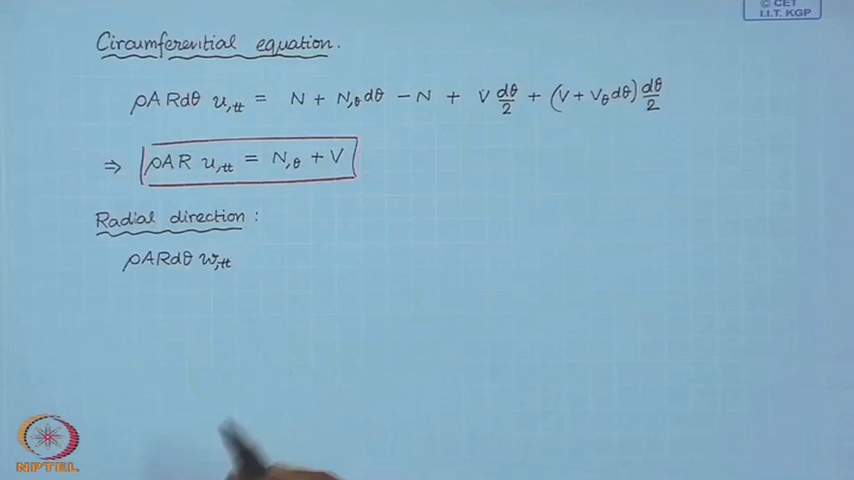 © CET
I.I.T. KGP
Circumferential equation.
ρARdθ u,tt = N + N,θ dθ − N + V dθ/2 + (V + Vθ dθ) dθ/2
⇒ ρAR u,tt = N,θ + V
Radial direction :
ρARdθ w,tt
NPTEL